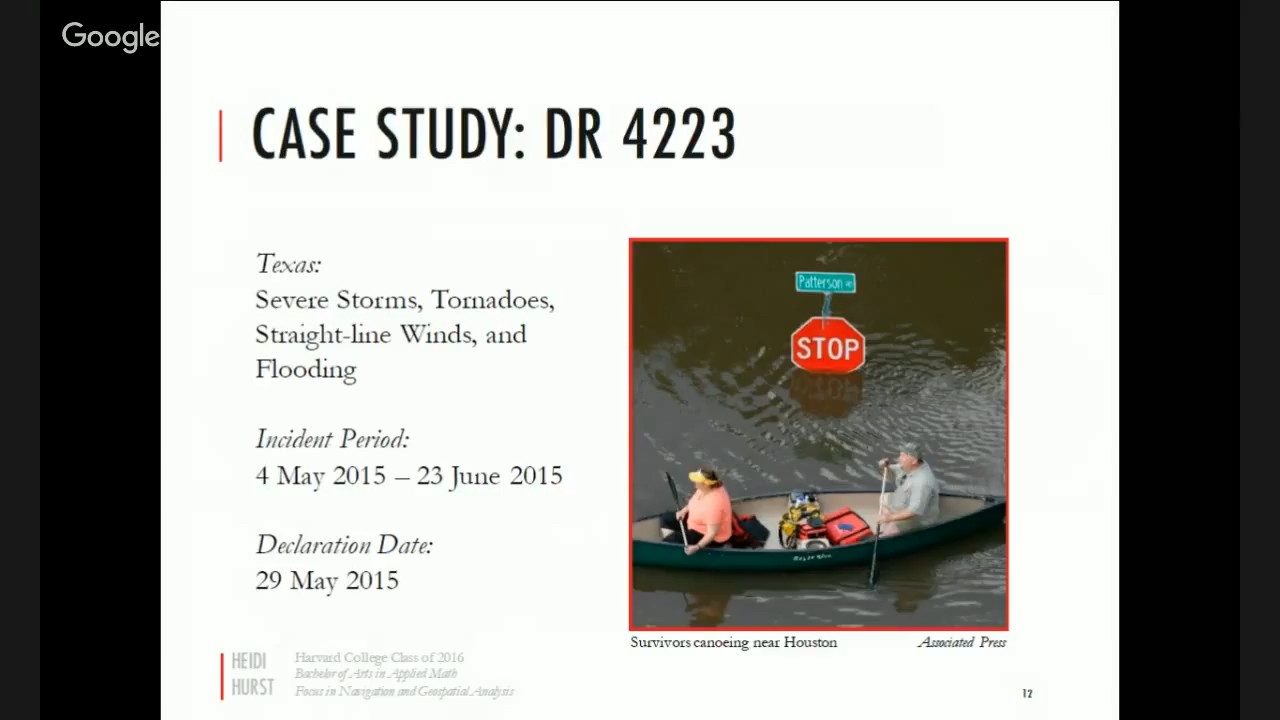 Google
CASE STUDY: DR 4223
Texas:
Severe Storms, Tornadoes,
Straight-line Winds, and
Flooding
Incident Period:
4 May 2015 – 23 June 2015
Declaration Date:
29 May 2015
Patterson RD
STOP
Survivors canoeing near Houston
Associated Press
HEIDI
HURST
Harvard College Class of 2016
Bachelor of Arts in Applied Math
Focus in Navigation and Geospatial Analysis
12